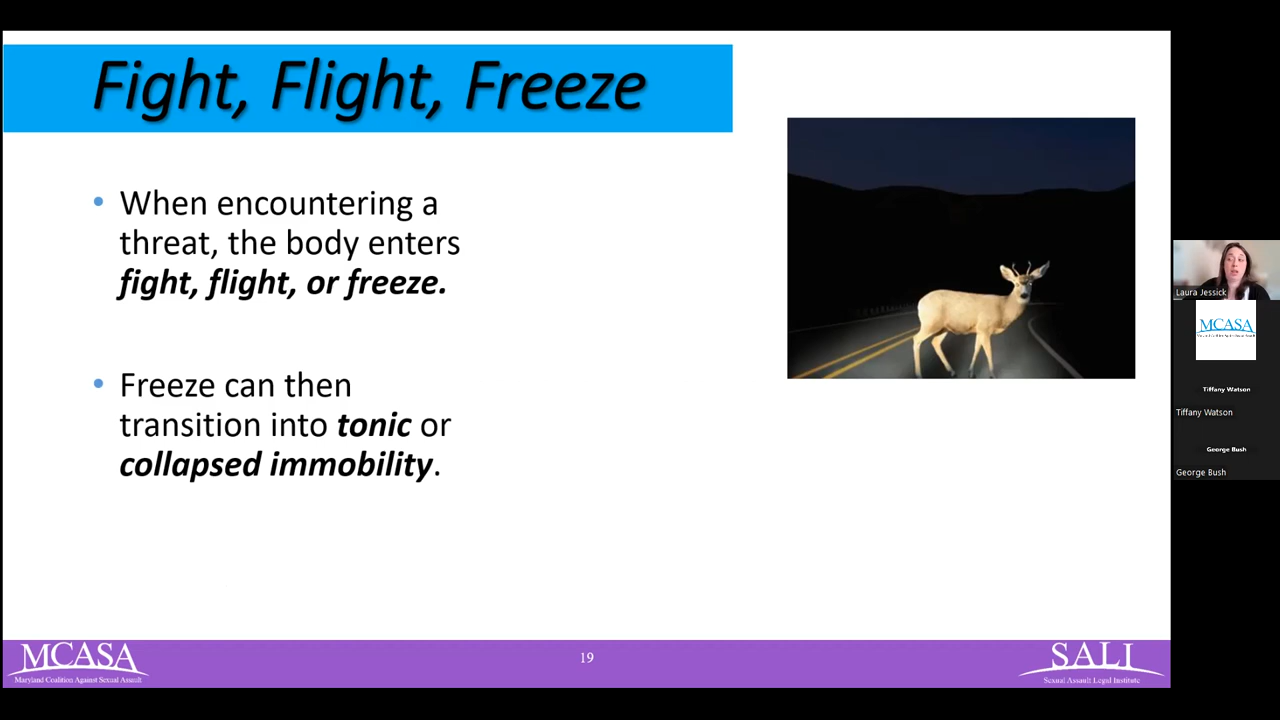 Fight, Flight, Freeze
• When encountering a
threat, the body enters
fight, flight, or freeze.
• Freeze can then
transition into tonic or
collapsed immobility.
MCASA
Maryland Coalition Against Sexual Assault
19
SALI
Sexual Assault Legal Institute
Laura Jessick
MCASA
Tiffany Watson
Tiffany Watson
George Bush
George Bush